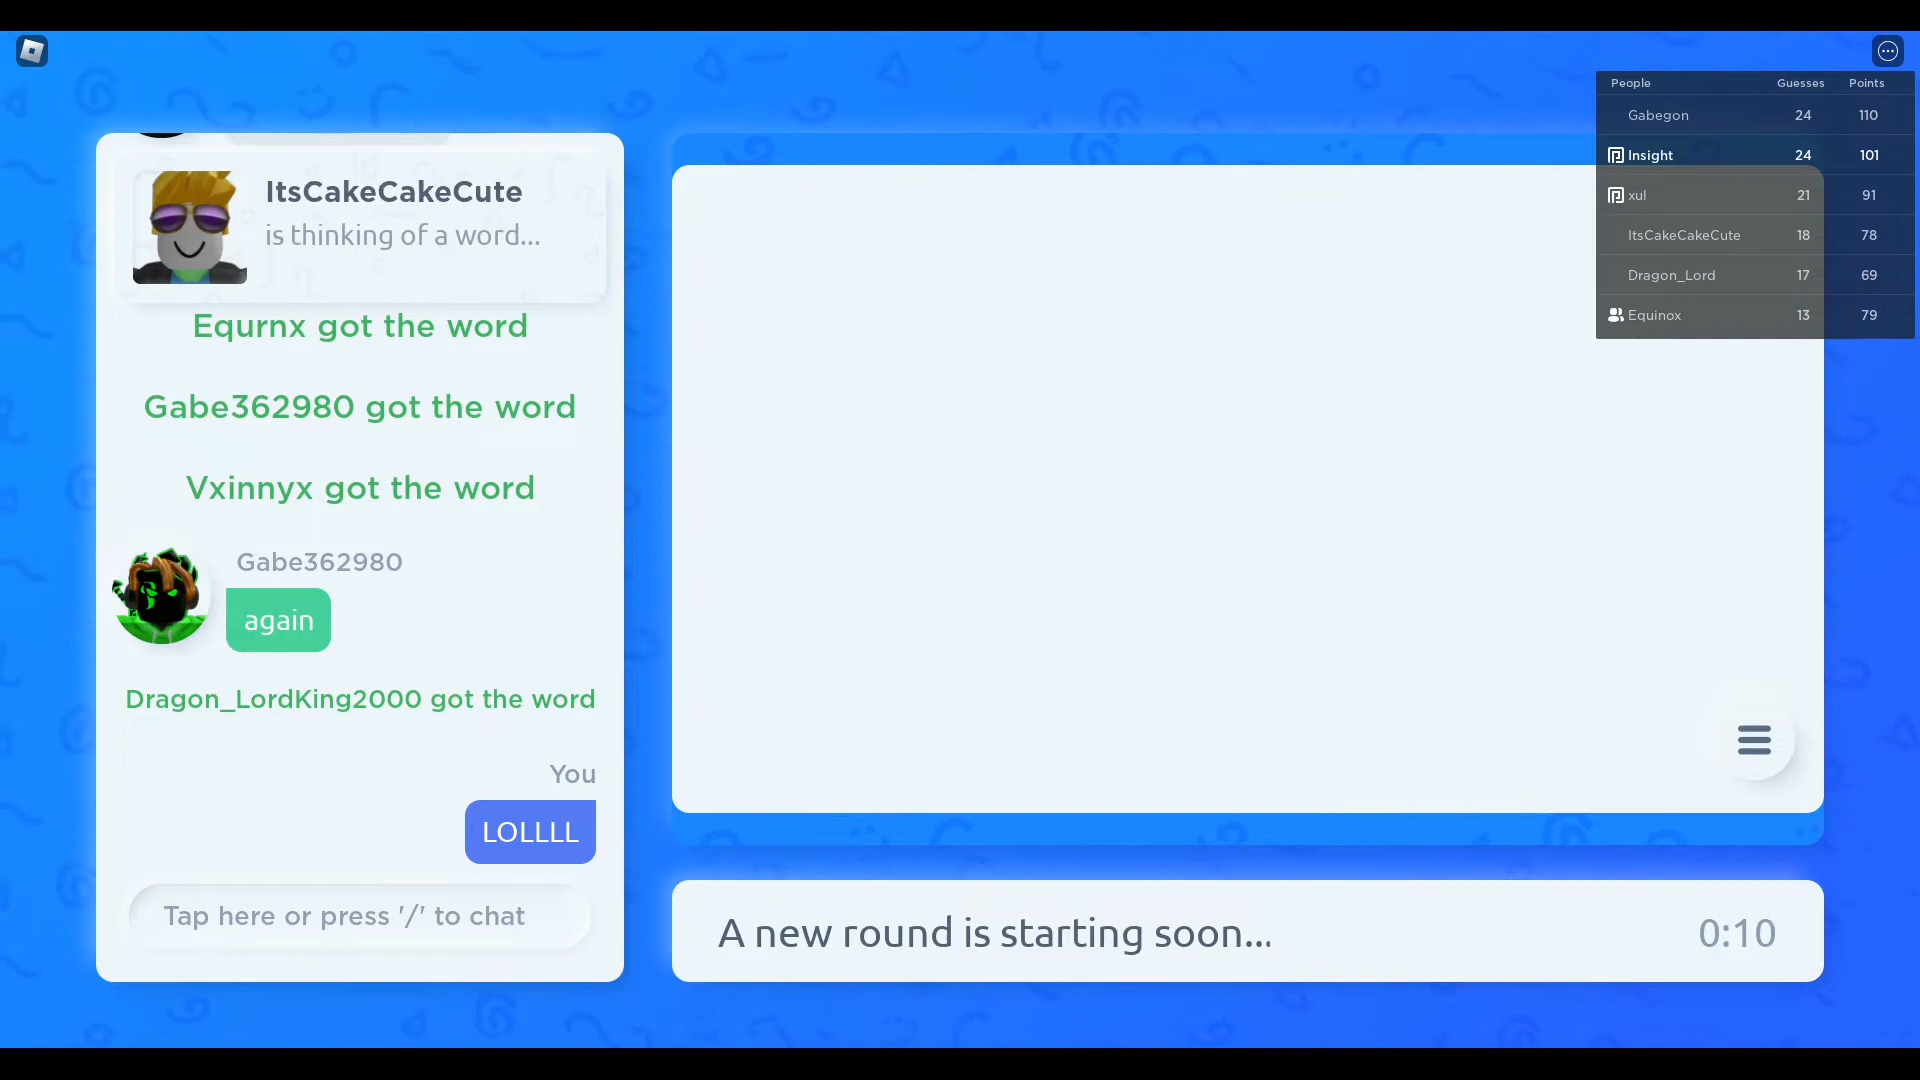 People Guesses Points
Gabegon 24 110
Insight 24 101
xul 21 91
ItsCakeCakeCute 18 78
Dragon_Lord 17 69
Equinox 13 79
ItsCakeCakeCute
is thinking of a word...
Equrnx got the word
Gabe362980 got the word
Vxinnyx got the word
Gabe362980
again
Dragon_LordKing2000 got the word
You
LOLLLL
Tap here or press '/' to chat
A new round is starting soon... 0:10